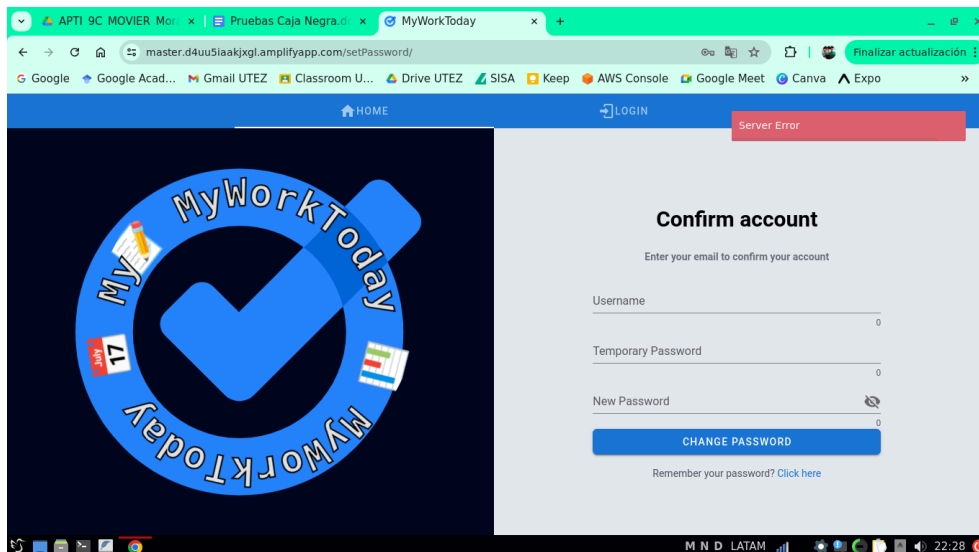 APTI 9C MOVIER Mor
Pruebas Caja Negra.d
MyWorkToday
master.d4uu5iaakjxgl.amplifyapp.com/setPassword/
Finalizar actualización
Google
Google Acad...
Gmail UTEZ
Classroom U...
Drive UTEZ
SISA
Keep
AWS Console
Google Meet
Canva
Expo
»
HOME
LOGIN
Server Error
MyWorkToday
My
July
17
MyWorkToday
Confirm account
Enter your email to confirm your account
Username
0
Temporary Password
0
New Password
0
CHANGE PASSWORD
Remember your password? Click here
M N D LATAM
22:28